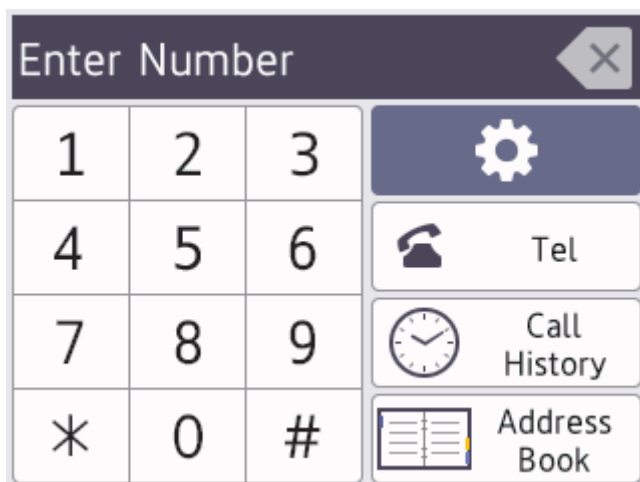 Enter Number
1 2 3
4 5 6 Tel
7 8 9 Call
History
* 0 # Address
Book